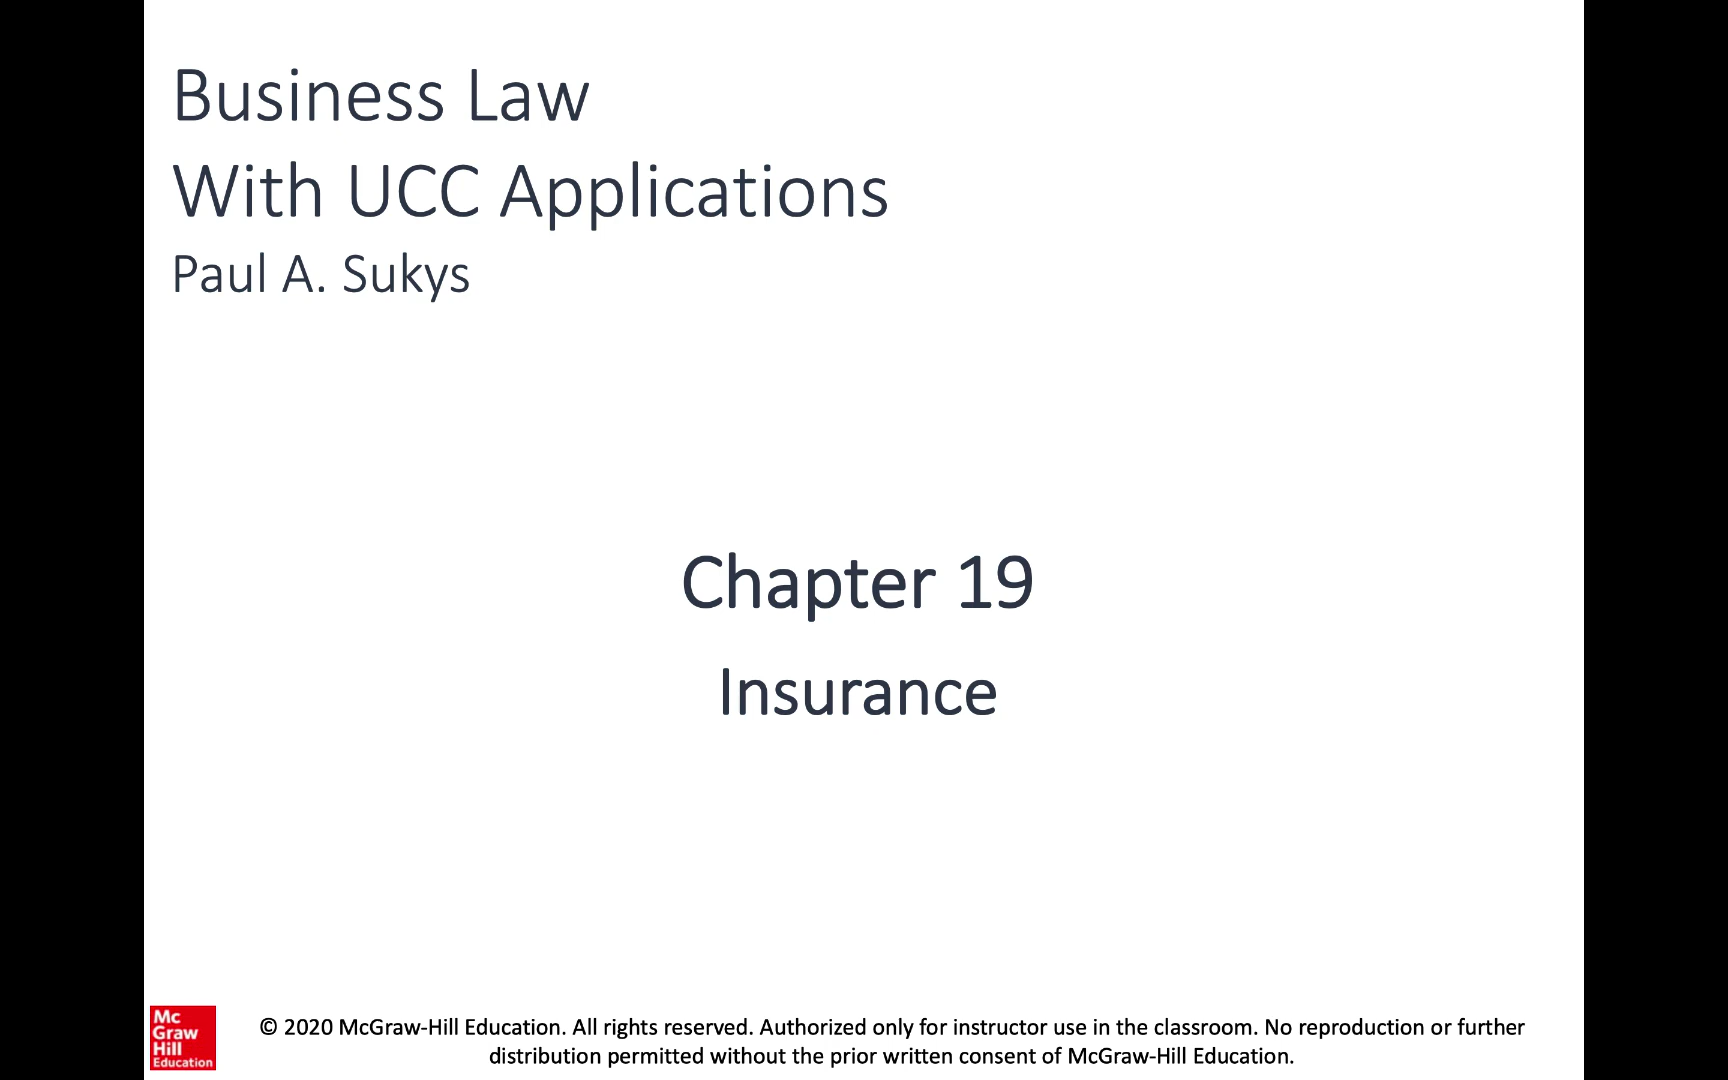 Business Law
With UCC Applications
Paul A. Sukys
Chapter 19
Insurance
Mc
Graw
Hill
Education
© 2020 McGraw-Hill Education. All rights reserved. Authorized only for instructor use in the classroom. No reproduction or further
distribution permitted without the prior written consent of McGraw-Hill Education.